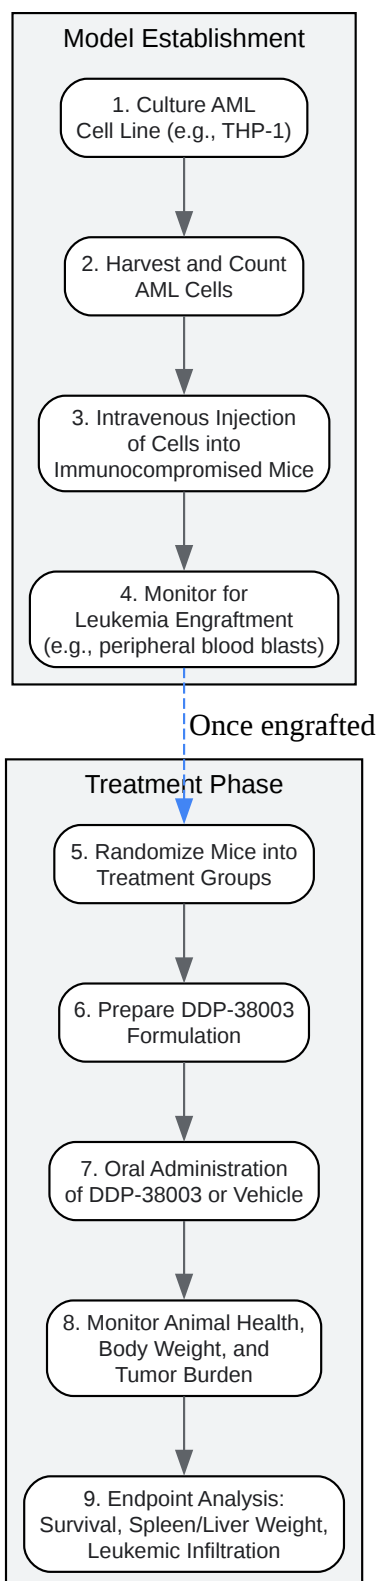 Model Establishment
1. Culture AML
Cell Line (e.g., THP-1)
2. Harvest and Count
AML Cells
3. Intravenous Injection
of Cells into
Immunocompromised Mice
4. Monitor for
Leukemia Engraftment
(e.g., peripheral blood blasts)
Once engrafted
Treatment Phase
5. Randomize Mice into
Treatment Groups
6. Prepare DDP-38003
Formulation
7. Oral Administration
of DDP-38003 or Vehicle
8. Monitor Animal Health,
Body Weight, and
Tumor Burden
9. Endpoint Analysis:
Survival, Spleen/Liver Weight,
Leukemic Infiltration